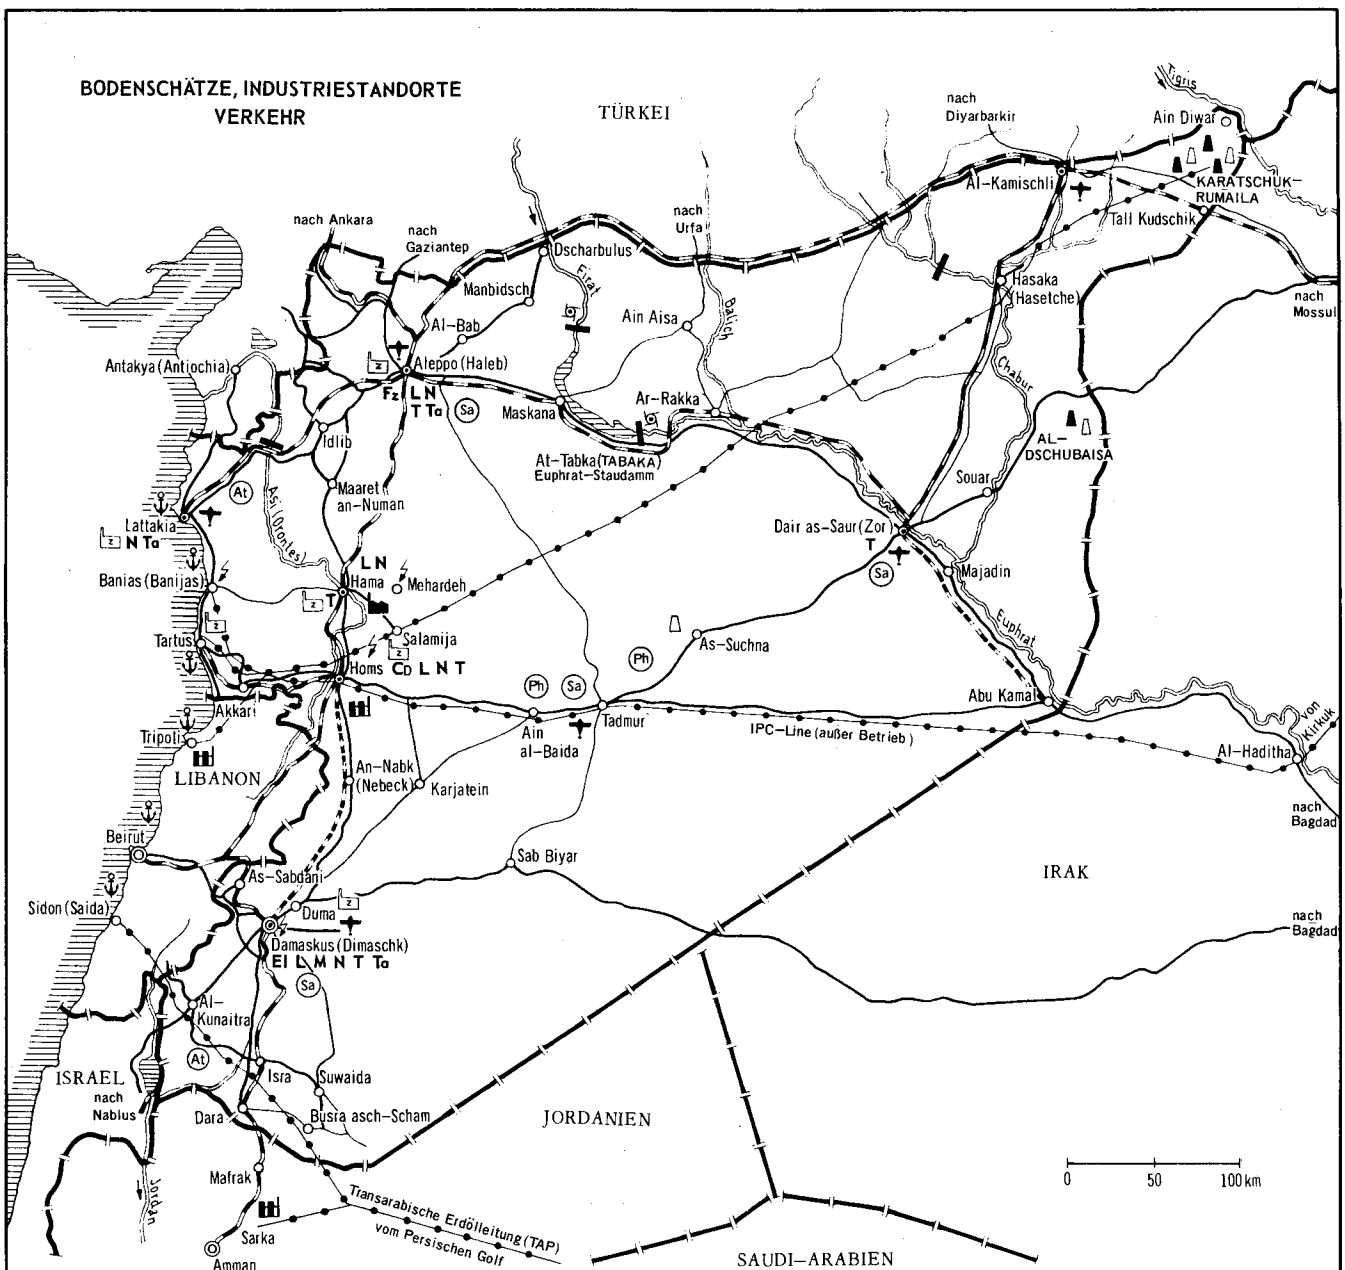 BODENSCHÄTZE, INDUSTRIESTANDORTE
VERKEHR
TÜRKEI
nach
Diyarbarkir
Tigris
Ain Diwar
Al-Kamischli
KARATSCHUK-
RUMAILA
Tall Kudschik
nach Ankara
nach
Gaziantep
nach
Urfa
Dscharbulus
Firat
Manbidsch
Balich
Hasaka
(Hasetche)
nach
Mossul
Al-Bab
Ain Aisa
Antakya (Antiochia)
z
Aleppo (Haleb)
Fz
L N
T Ta
Sa
Maskana
Ar-Rakka
Chabur
Idlib
At-Tabka (TABAKA)
Euphrat-Staudamm
AL-
DSCHUBAISA
At
Maaret
an-Numan
Asi (Orontes)
Souar
Lattakia
z N Ta
Dair as-Saur (Zor)
T
Sa
L N
Hama
Mehardeh
Majadin
Banias (Banijas)
z T
Euphrat
z
Tartus
Salamija
z
Homs
CD L N T
Ph
As-Suchna
Akkari
Ph
Sa
Abu Kamal
Tadmur
Ain
al-Baida
IPC-Line (außer Betrieb)
von
Kirkuk
Tripoli
Al-Haditha
LIBANON
An-Nabk
(Nebeck)
Karjatein
nach
Bagdad
Beirut
Sab Biyar
IRAK
As-Sabdani
z
Sidon (Saida)
Duma
nach
Bagdad
Damaskus (Dimaschk)
El L M N T Ta
Sa
Al-
Kunaitra
At
ISRAEL
nach
Nablus
Isra
Suwaida
Dara
Busra asch-Scham
JORDANIEN
Mafrak
0 50 100 km
Jordan
Transarabische Erdölleitung (TAP)
vom Persischen Golf
Sarka
Amman
SAUDI-ARABIEN